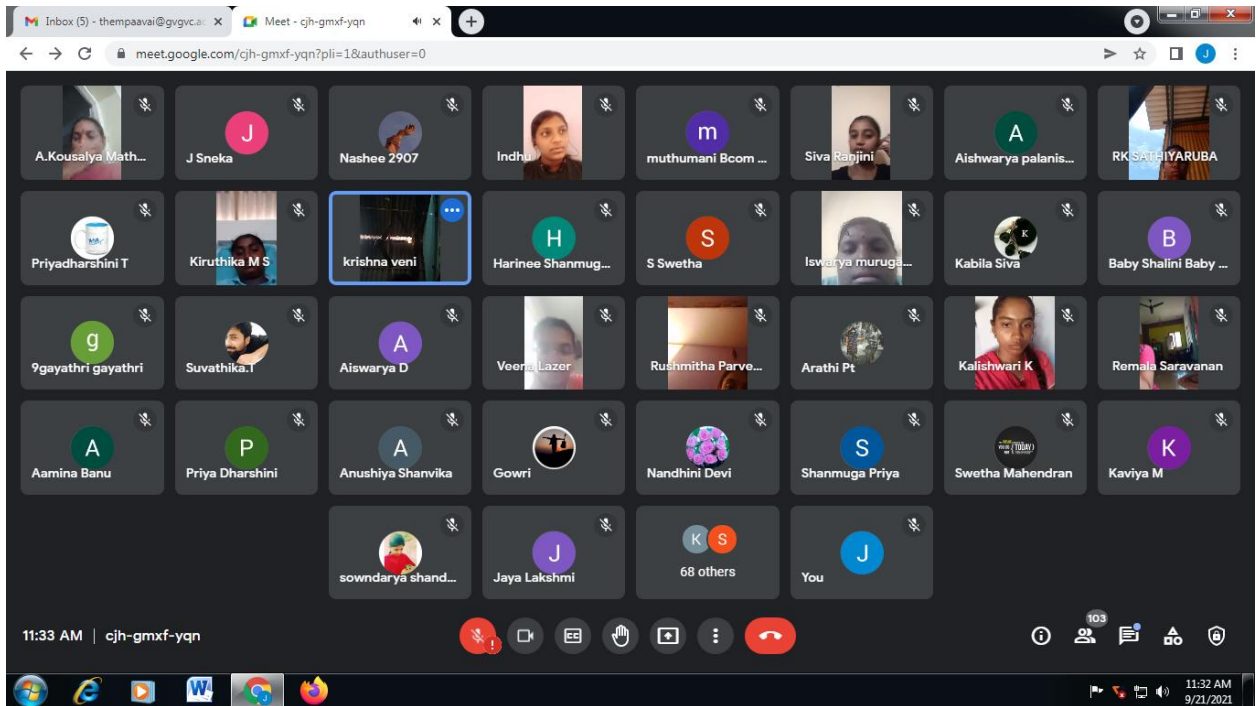 Inbox (5) - thempaavai@gvgvc.ac
Meet - cjh-gmxf-yqn
meet.google.com/cjh-gmxf-yqn?pli=1&authuser=0
J
A.Kousalya Math...
J
J Sneka
Nashee 2907
Indhu
m
muthumani Bcom ...
Siva Ranjini
A
Aishwarya palanis...
RK SATHIYARUBA
Priyadharshini T
Kiruthika M S
krishna veni
H
Harinee Shanmug...
S
S Swetha
Iswarya muruga...
K
Kabila Siva
B
Baby Shalini Baby ...
g
9gayathri gayathri
Suvathika.T
A
Aiswarya D
Veena Lazer
Rushmitha Parve...
Arathi Pt
Kalishwari K
Remala Saravanan
A
Aamina Banu
P
Priya Dharshini
A
Anushiya Shanvika
Gowri
Nandhini Devi
S
Shanmuga Priya
TODAY
Swetha Mahendran
K
Kaviya M
sowndarya shand...
J
Jaya Lakshmi
K S
68 others
J
You
11:33 AM | cjh-gmxf-yqn
CC
103
11:32 AM
9/21/2021